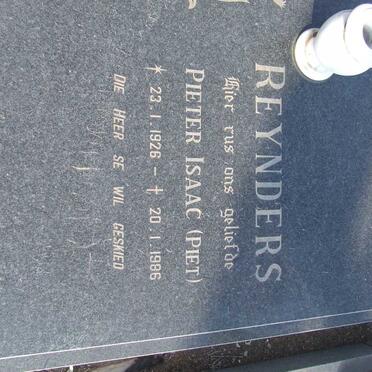 REYNDERS
Hier rus ons geliefde
PIETER ISAAC (PIET)
* 23.1.1926 – † 20.1.1986
DIE HEER SE WIL GESKIED